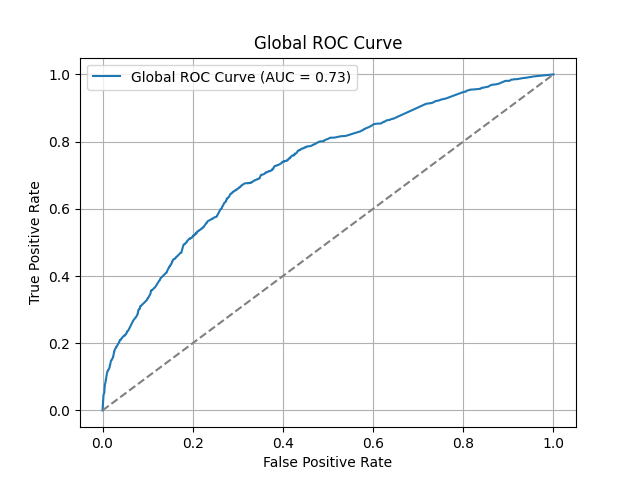 Global ROC Curve
Global ROC Curve (AUC = 0.73)
True Positive Rate
1.0
0.8
0.6
0.4
0.2
0.0
0.0 0.2 0.4 0.6 0.8 1.0
False Positive Rate